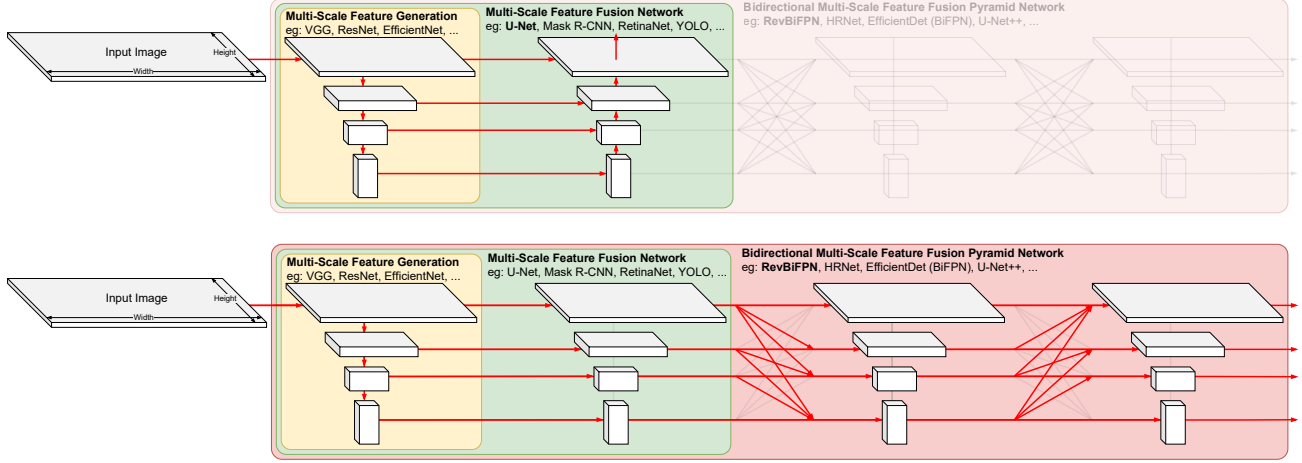 Multi-Scale Feature Generation
eg: VGG, ResNet, EfficientNet, ...
Multi-Scale Feature Fusion Network
eg: U-Net, Mask R-CNN, RetinaNet, YOLO, ...
Bidirectional Multi-Scale Feature Fusion Pyramid Network
eg: RevBiFPN, HRNet, EfficientDet (BiFPN), U-Net++, ...
Input Image
Height
Width
Multi-Scale Feature Generation
eg: VGG, ResNet, EfficientNet, ...
Multi-Scale Feature Fusion Network
eg: U-Net, Mask R-CNN, RetinaNet, YOLO, ...
Bidirectional Multi-Scale Feature Fusion Pyramid Network
eg: RevBiFPN, HRNet, EfficientDet (BiFPN), U-Net++, ...
Input Image
Height
Width